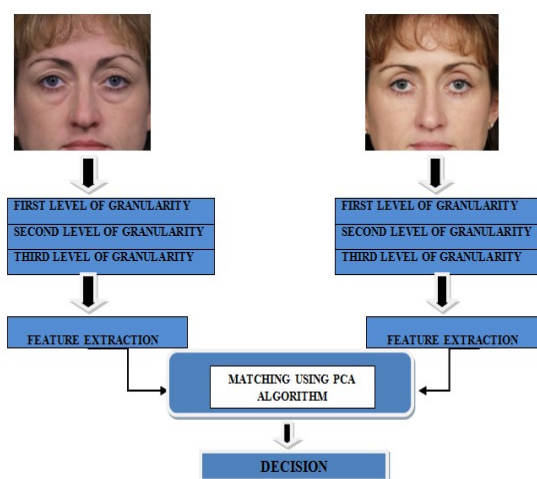 FIRST LEVEL OF GRANULARITY
SECOND LEVEL OF GRANULARITY
THIRD LEVEL OF GRANULARITY
FIRST LEVEL OF GRANULARITY
SECOND LEVEL OF GRANULARITY
THIRD LEVEL OF GRANULARITY
FEATURE EXTRACTION
FEATURE EXTRACTION
MATCHING USING PCA
ALGORITHM
DECISION